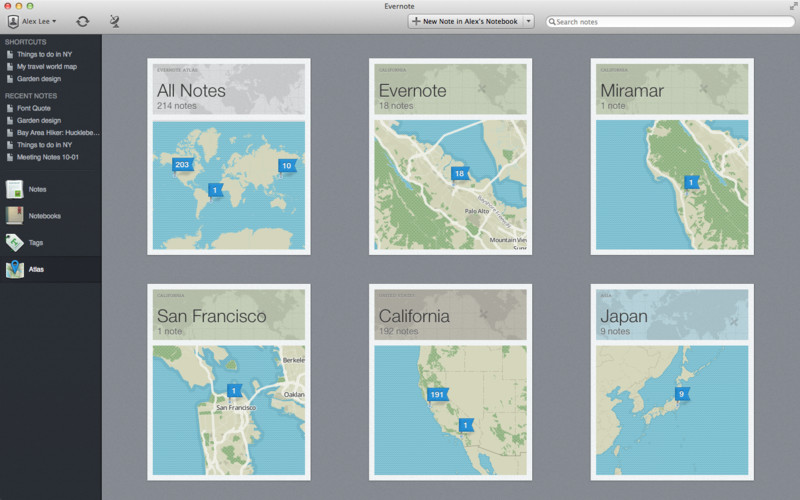 Evernote
Alex Lee
New Note in Alex's Notebook
Search notes
SHORTCUTS
Things to do in NY
My travel world map
Garden design
RECENT NOTES
Font Quote
Garden design
Bay Area Hiker: Hucklebe...
Things to do in NY
Meeting Notes 10-01
Notes
Notebooks
Tags
Atlas
EVERNOTE ATLAS
All Notes
214 notes
203
10
1
CALIFORNIA
Evernote
18 notes
18
Palo Alto
Mountain View
CALIFORNIA
Miramar
1 note
1
CALIFORNIA
San Francisco
1 note
Berkele
1
Oaklan
San Francisco
UNITED STATES
California
192 notes
191
1
ASIA
Japan
9 notes
9